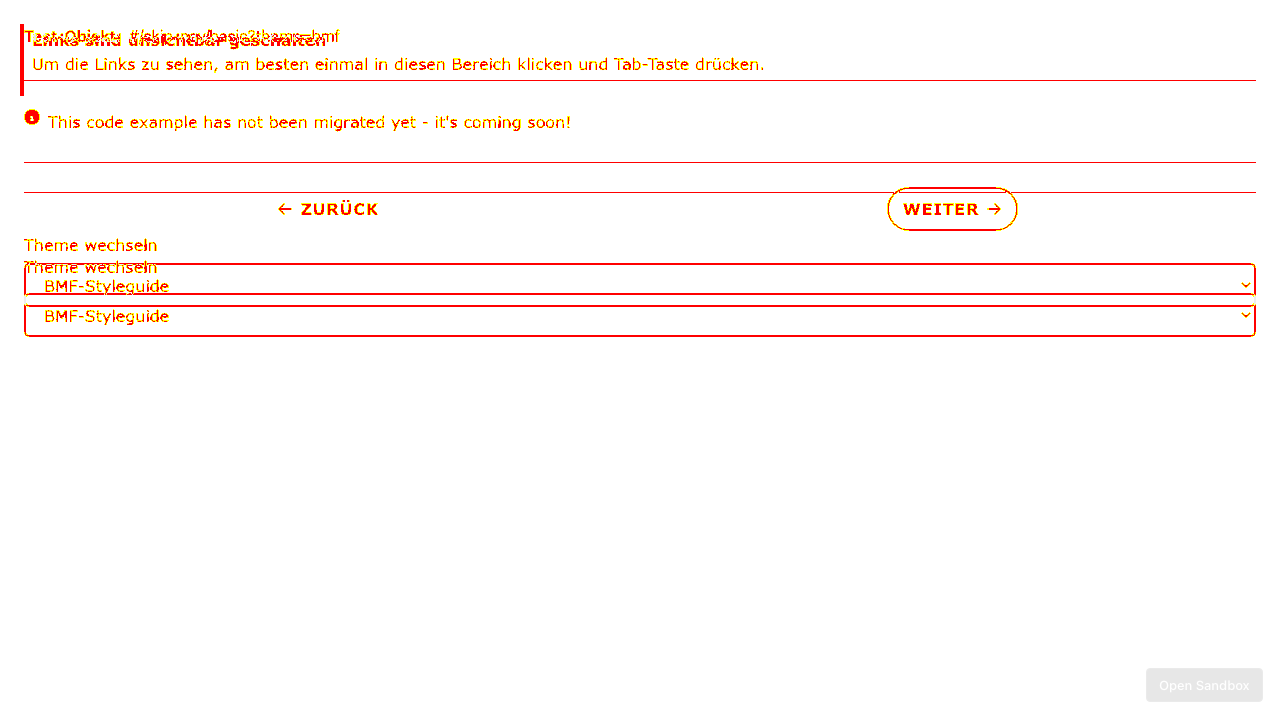 Test-Objekt: #/skip-nav/basic?theme=bmf
Links sind unsichtbar geschalten
Um die Links zu sehen, am besten einmal in diesen Bereich klicken und Tab-Taste drücken.
This code example has not been migrated yet - it's coming soon!
← ZURÜCK
WEITER →
Theme wechseln
Theme wechseln
BMF-Styleguide
BMF-Styleguide
Open Sandbox